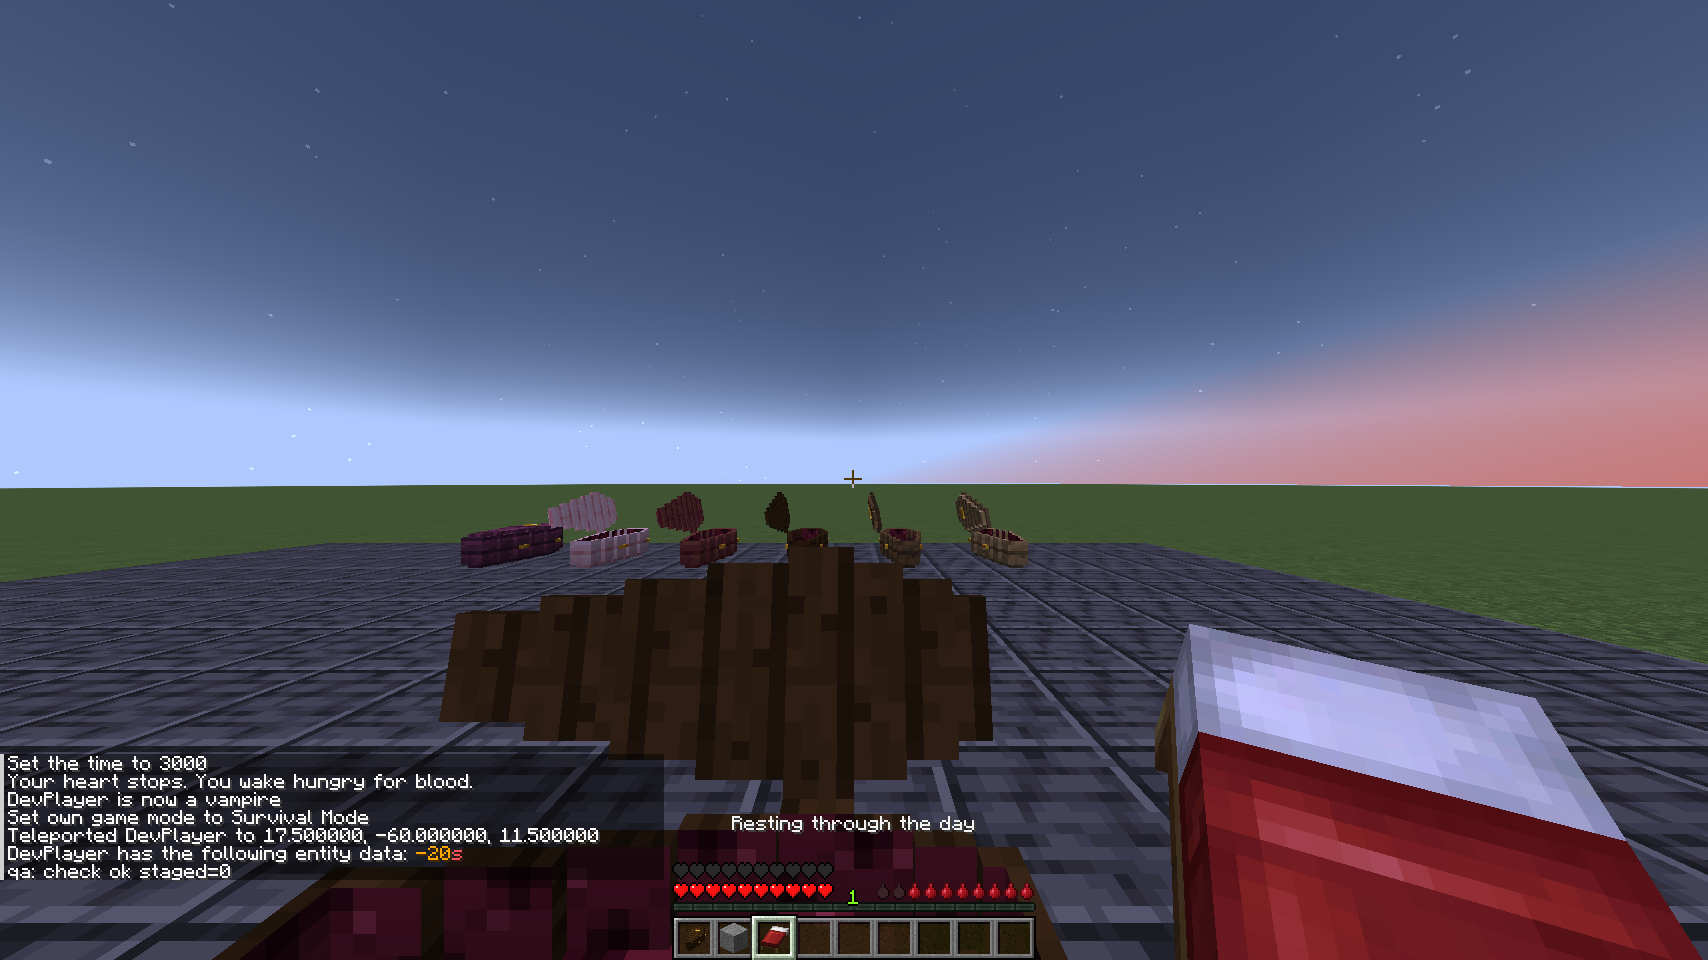 Set the time to 3000
Your heart stops. You wake hungry for blood.
DevPlayer is now a vampire
Set own game mode to Survival Mode
Teleported DevPlayer to 17.500000, -60.000000, 11.500000
DevPlayer has the following entity data: -20s
qa: check ok staged=0
Resting through the day
1